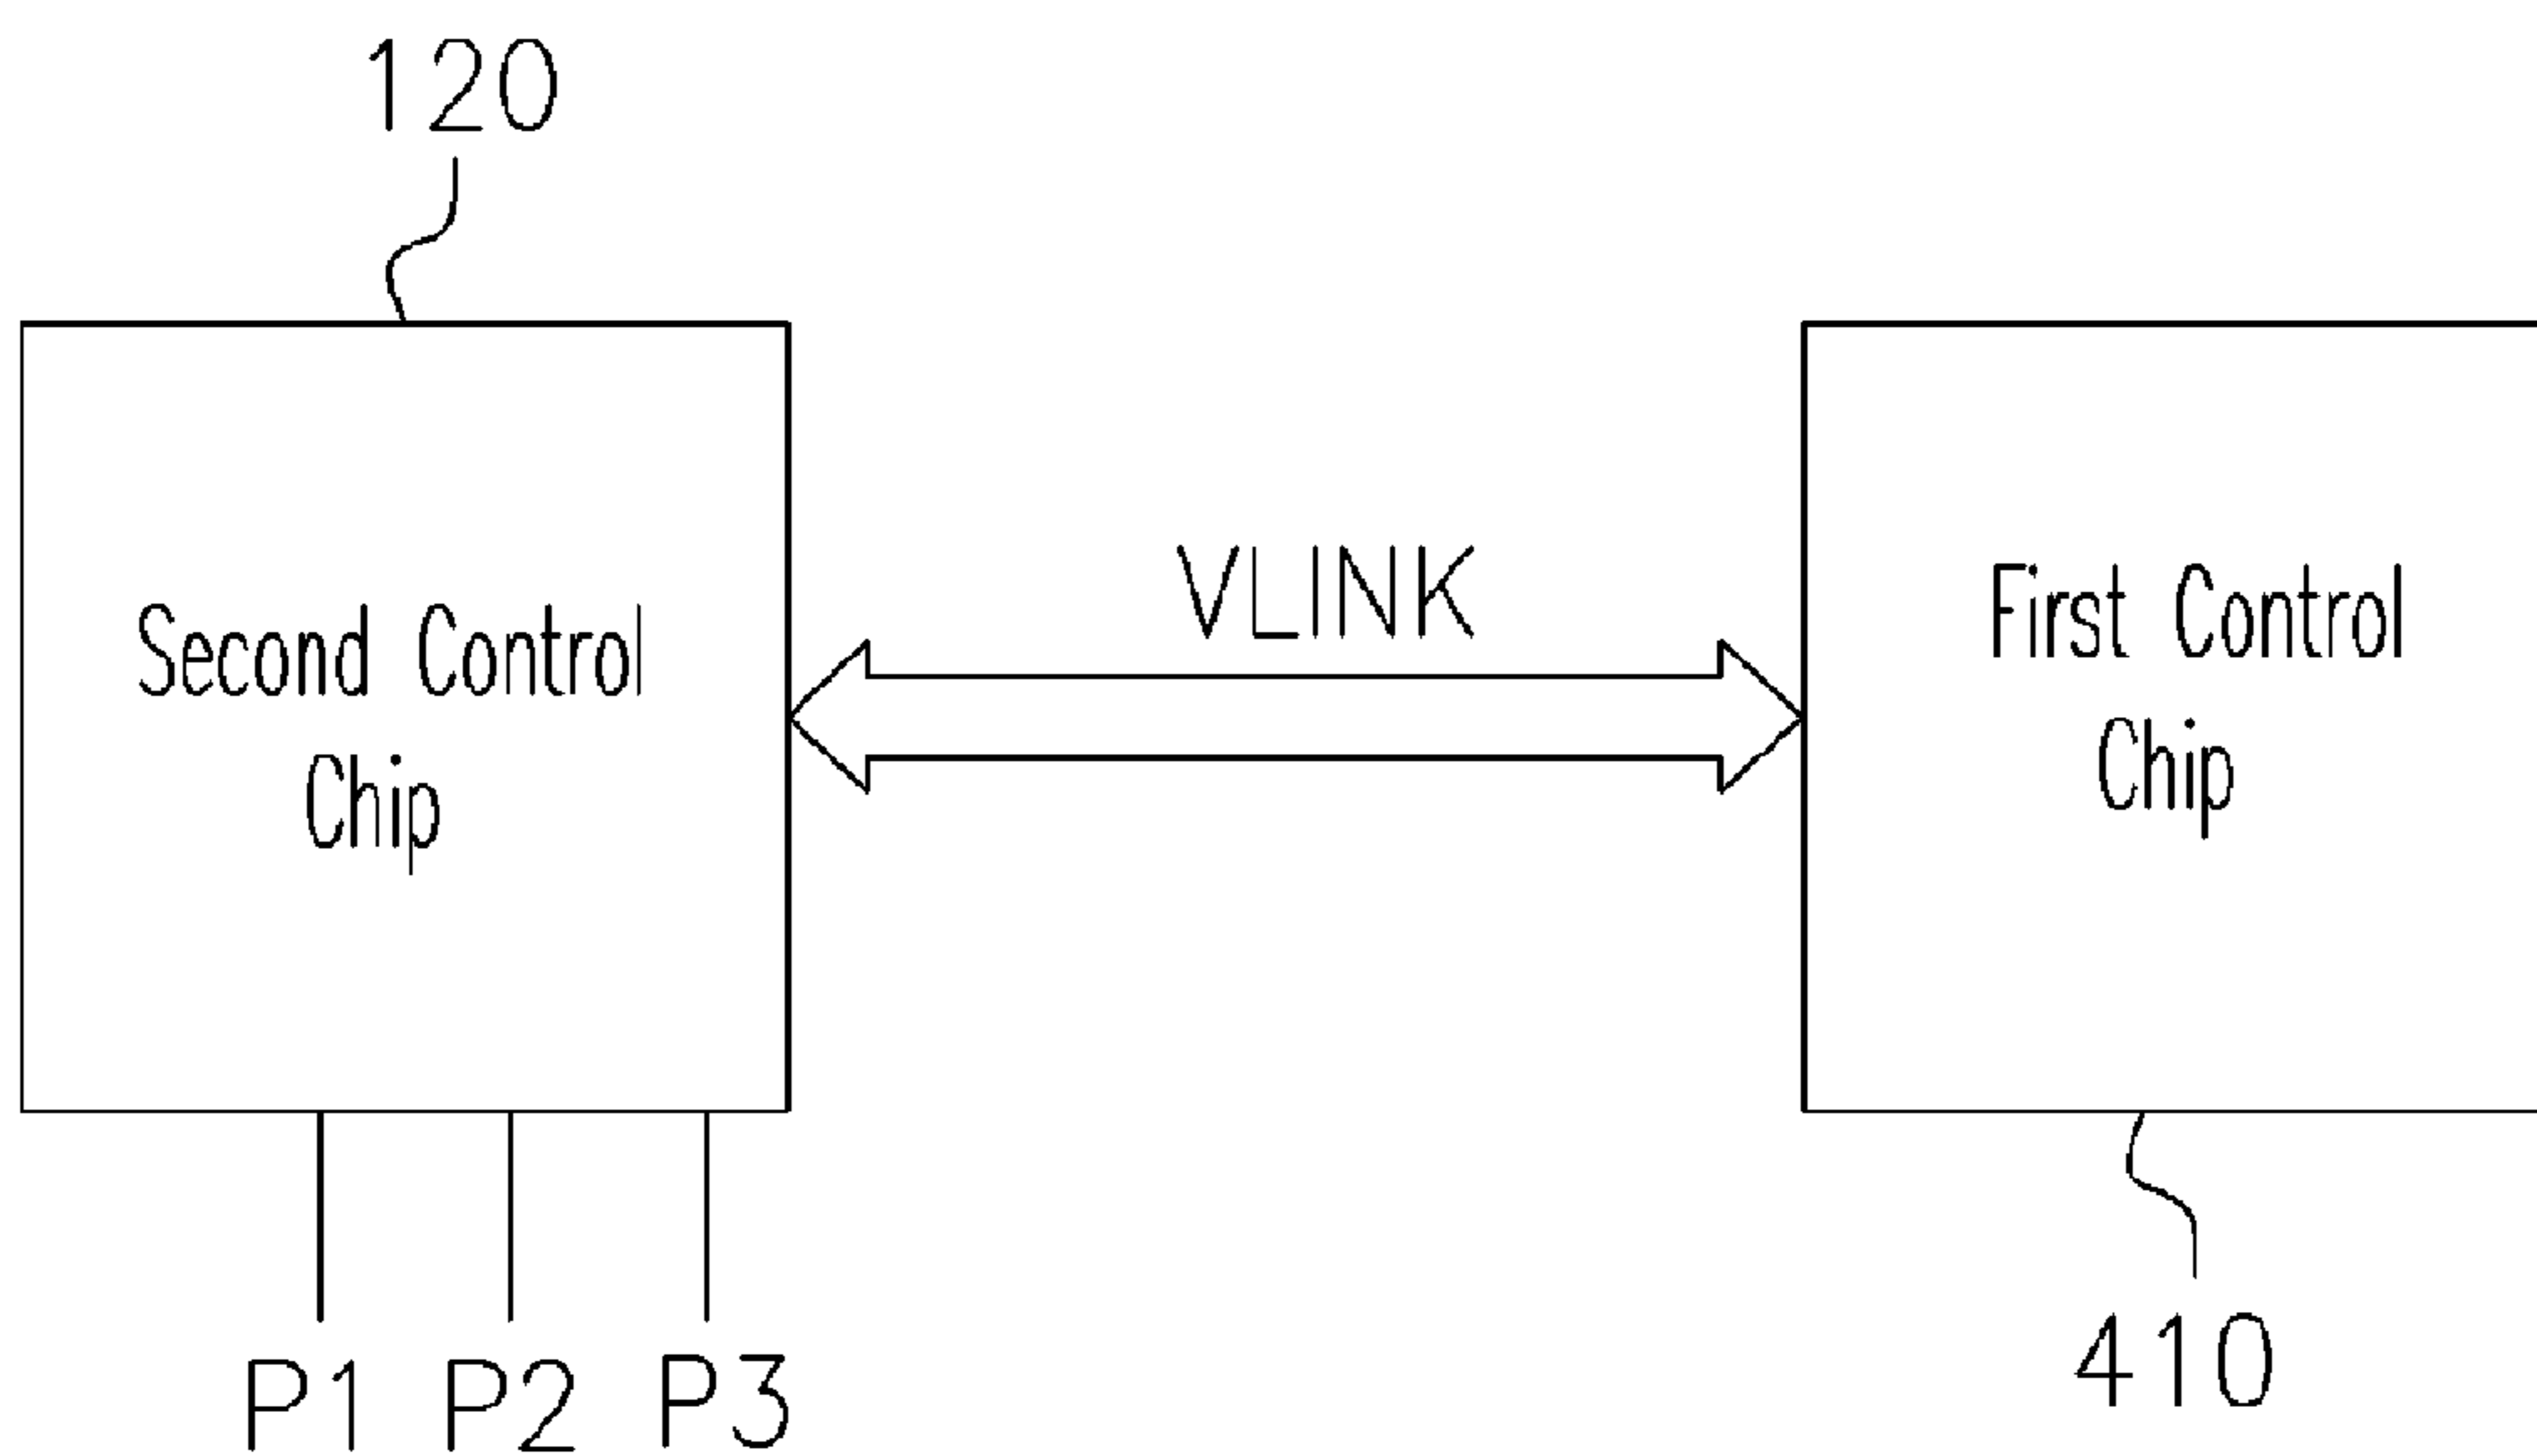 120
Second Control
Chip
VLINK
First Control
Chip
P1 P2 P3
410